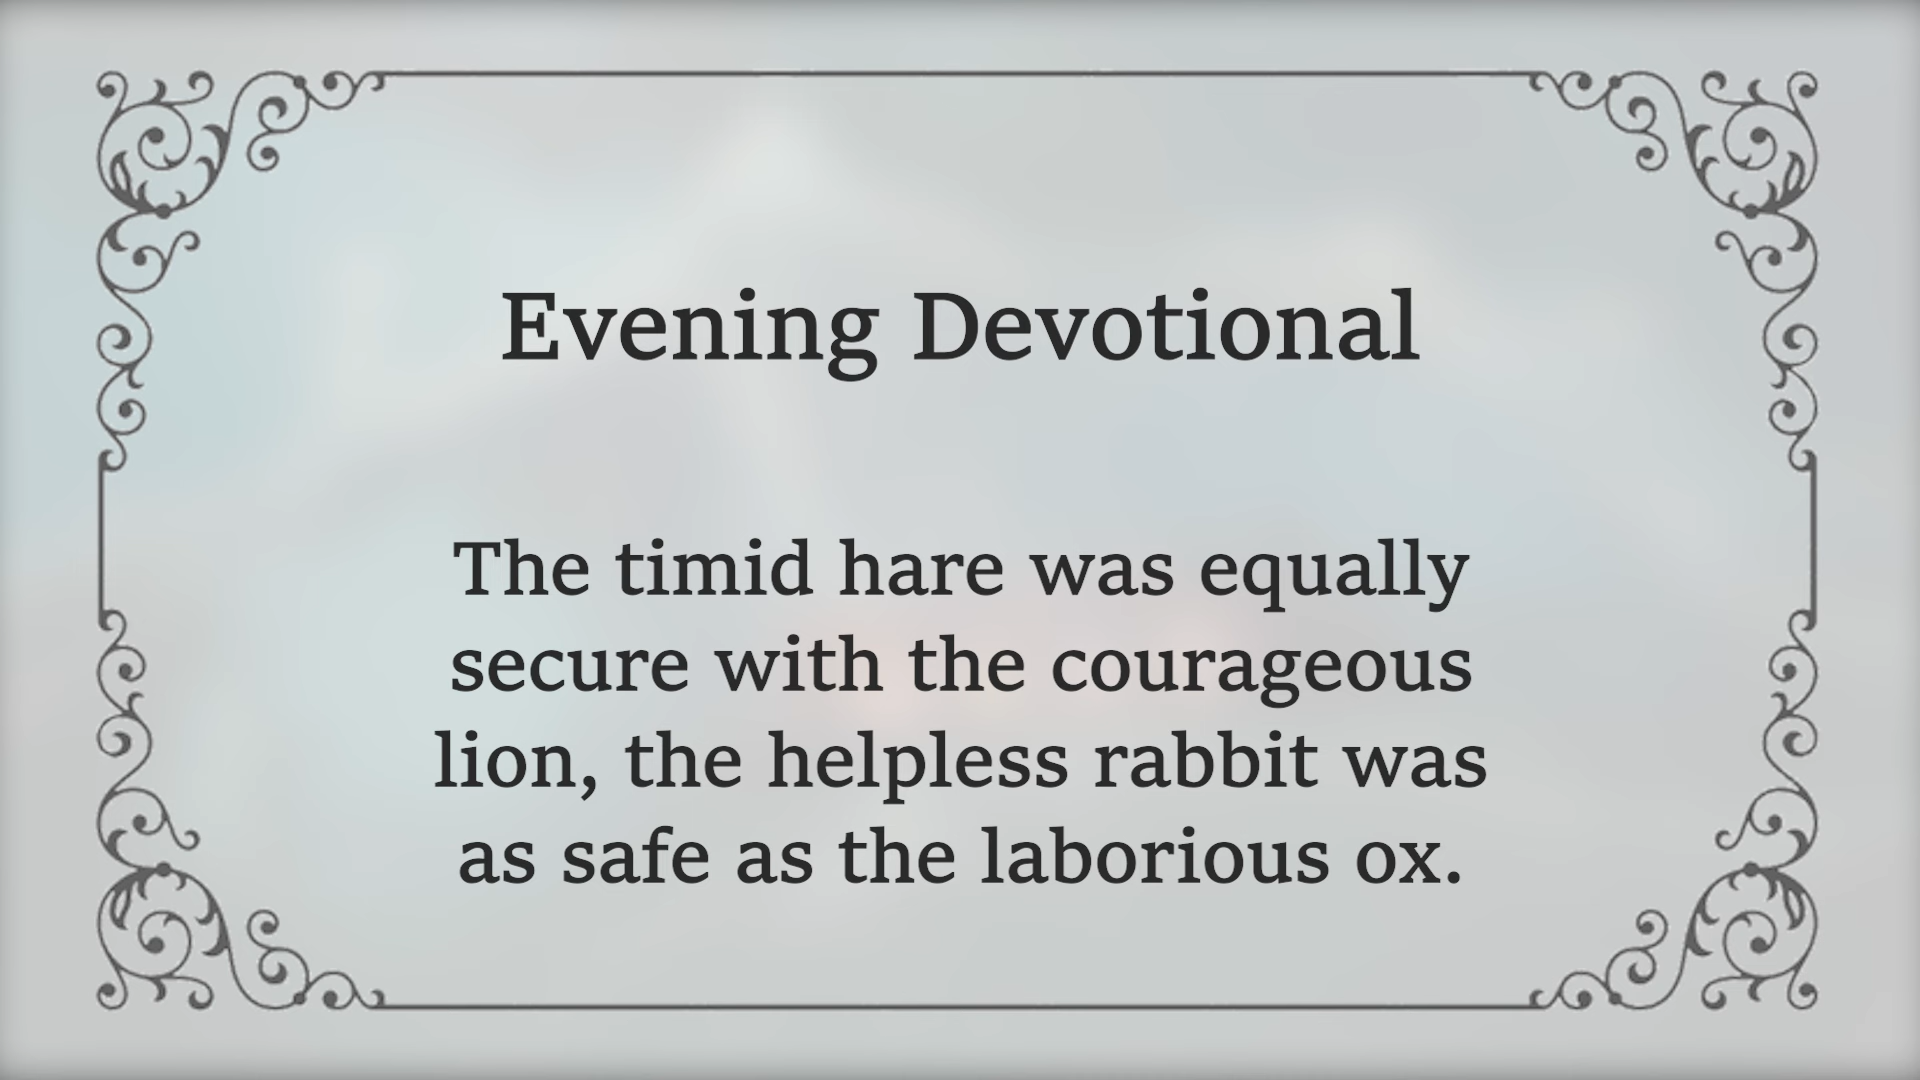 Evening Devotional
The timid hare was equally
secure with the courageous
lion, the helpless rabbit was
as safe as the laborious ox.